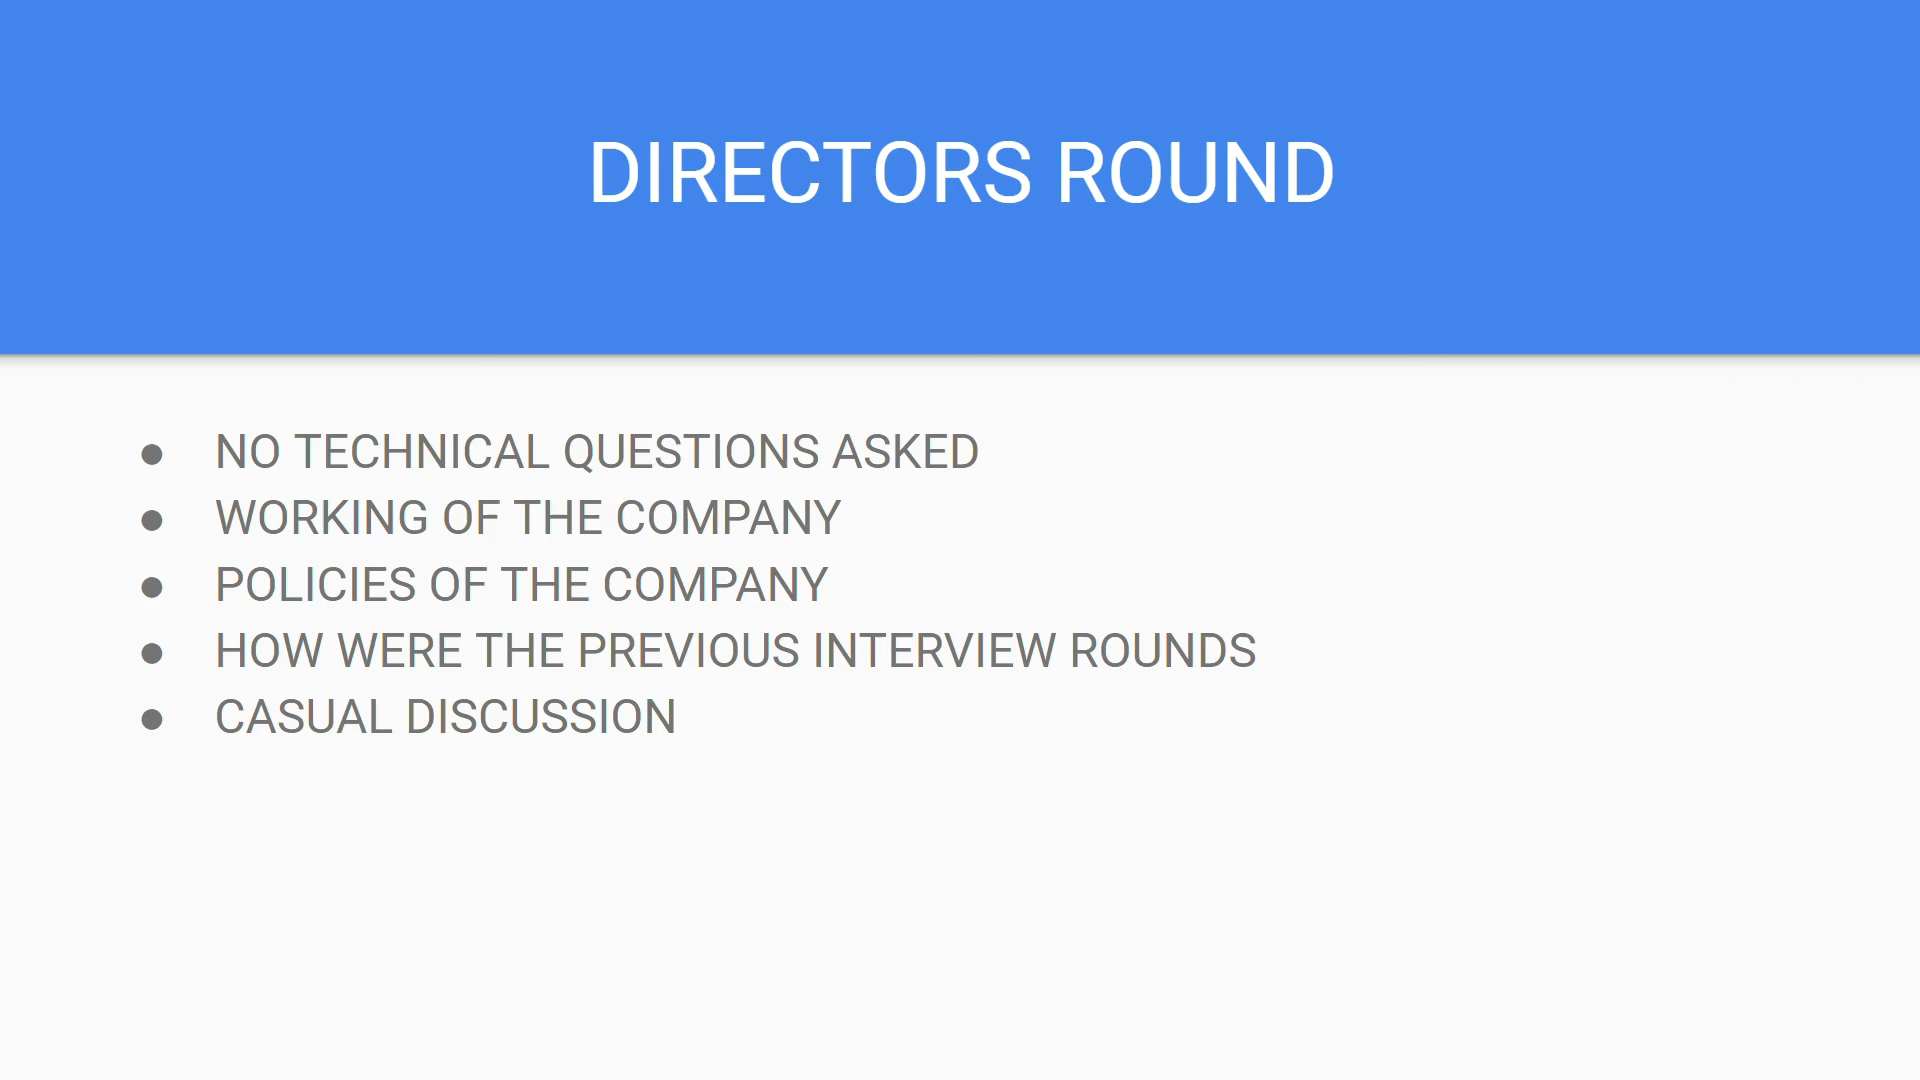 DIRECTORS ROUND
● NO TECHNICAL QUESTIONS ASKED
● WORKING OF THE COMPANY
● POLICIES OF THE COMPANY
● HOW WERE THE PREVIOUS INTERVIEW ROUNDS
● CASUAL DISCUSSION